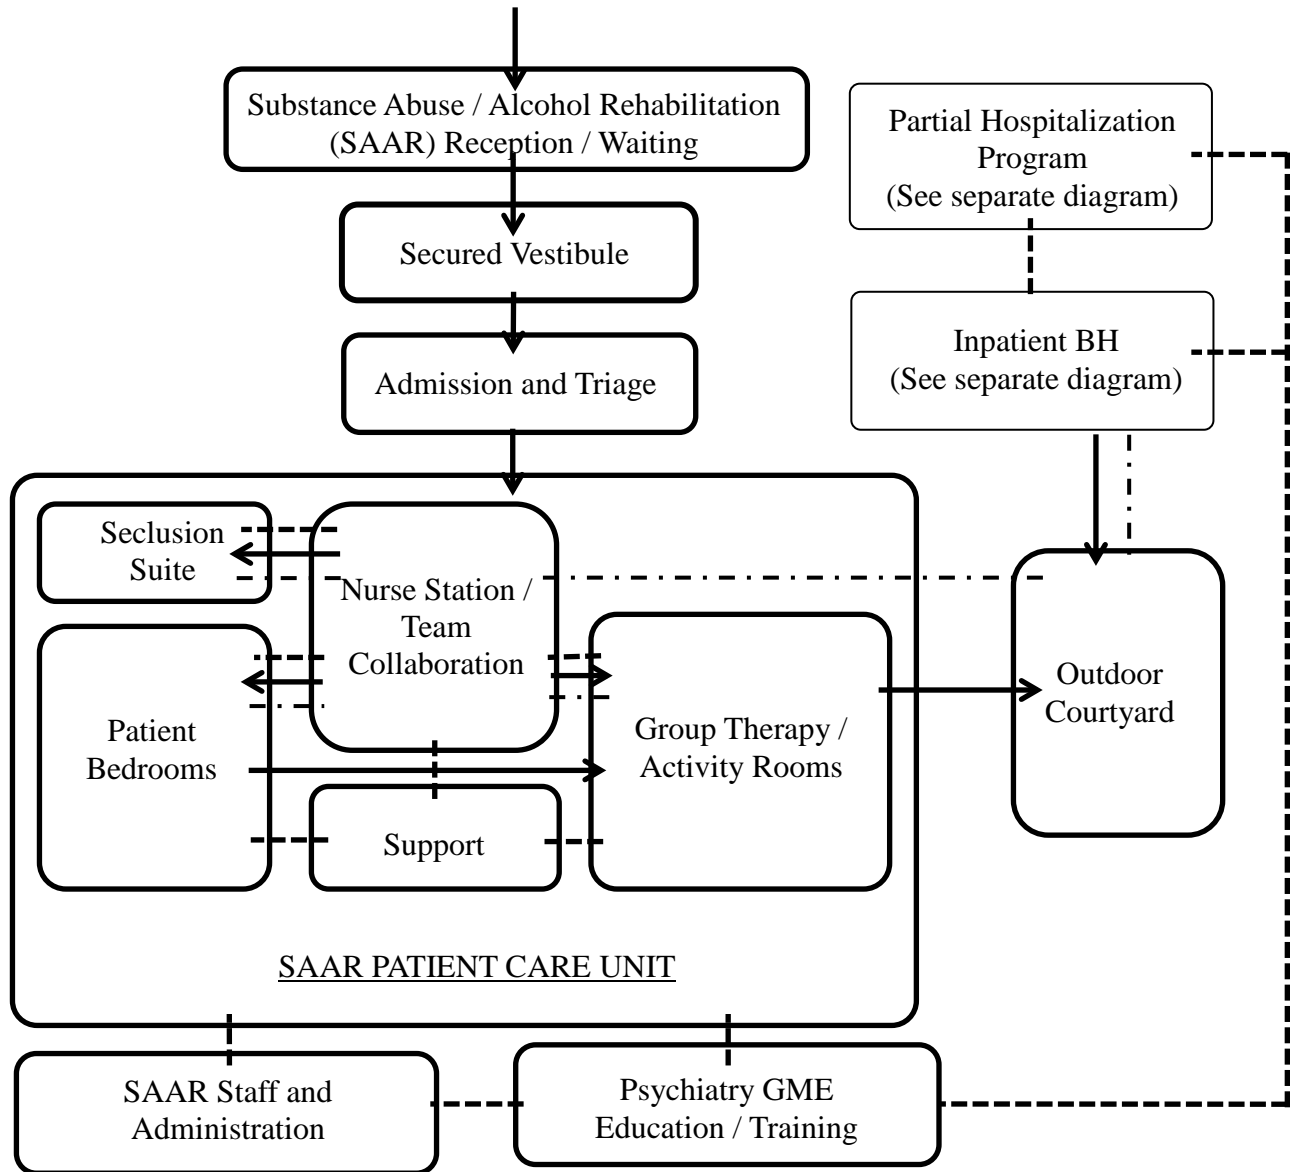 Substance Abuse / Alcohol Rehabilitation
(SAAR) Reception / Waiting
Partial Hospitalization
Program
(See separate diagram)
Secured Vestibule
Inpatient BH
(See separate diagram)
Admission and Triage
Seclusion
Suite
Nurse Station /
Team
Collaboration
Patient
Bedrooms
Group Therapy /
Activity Rooms
Outdoor
Courtyard
Support
SAAR PATIENT CARE UNIT
SAAR Staff and
Administration
Psychiatry GME
Education / Training